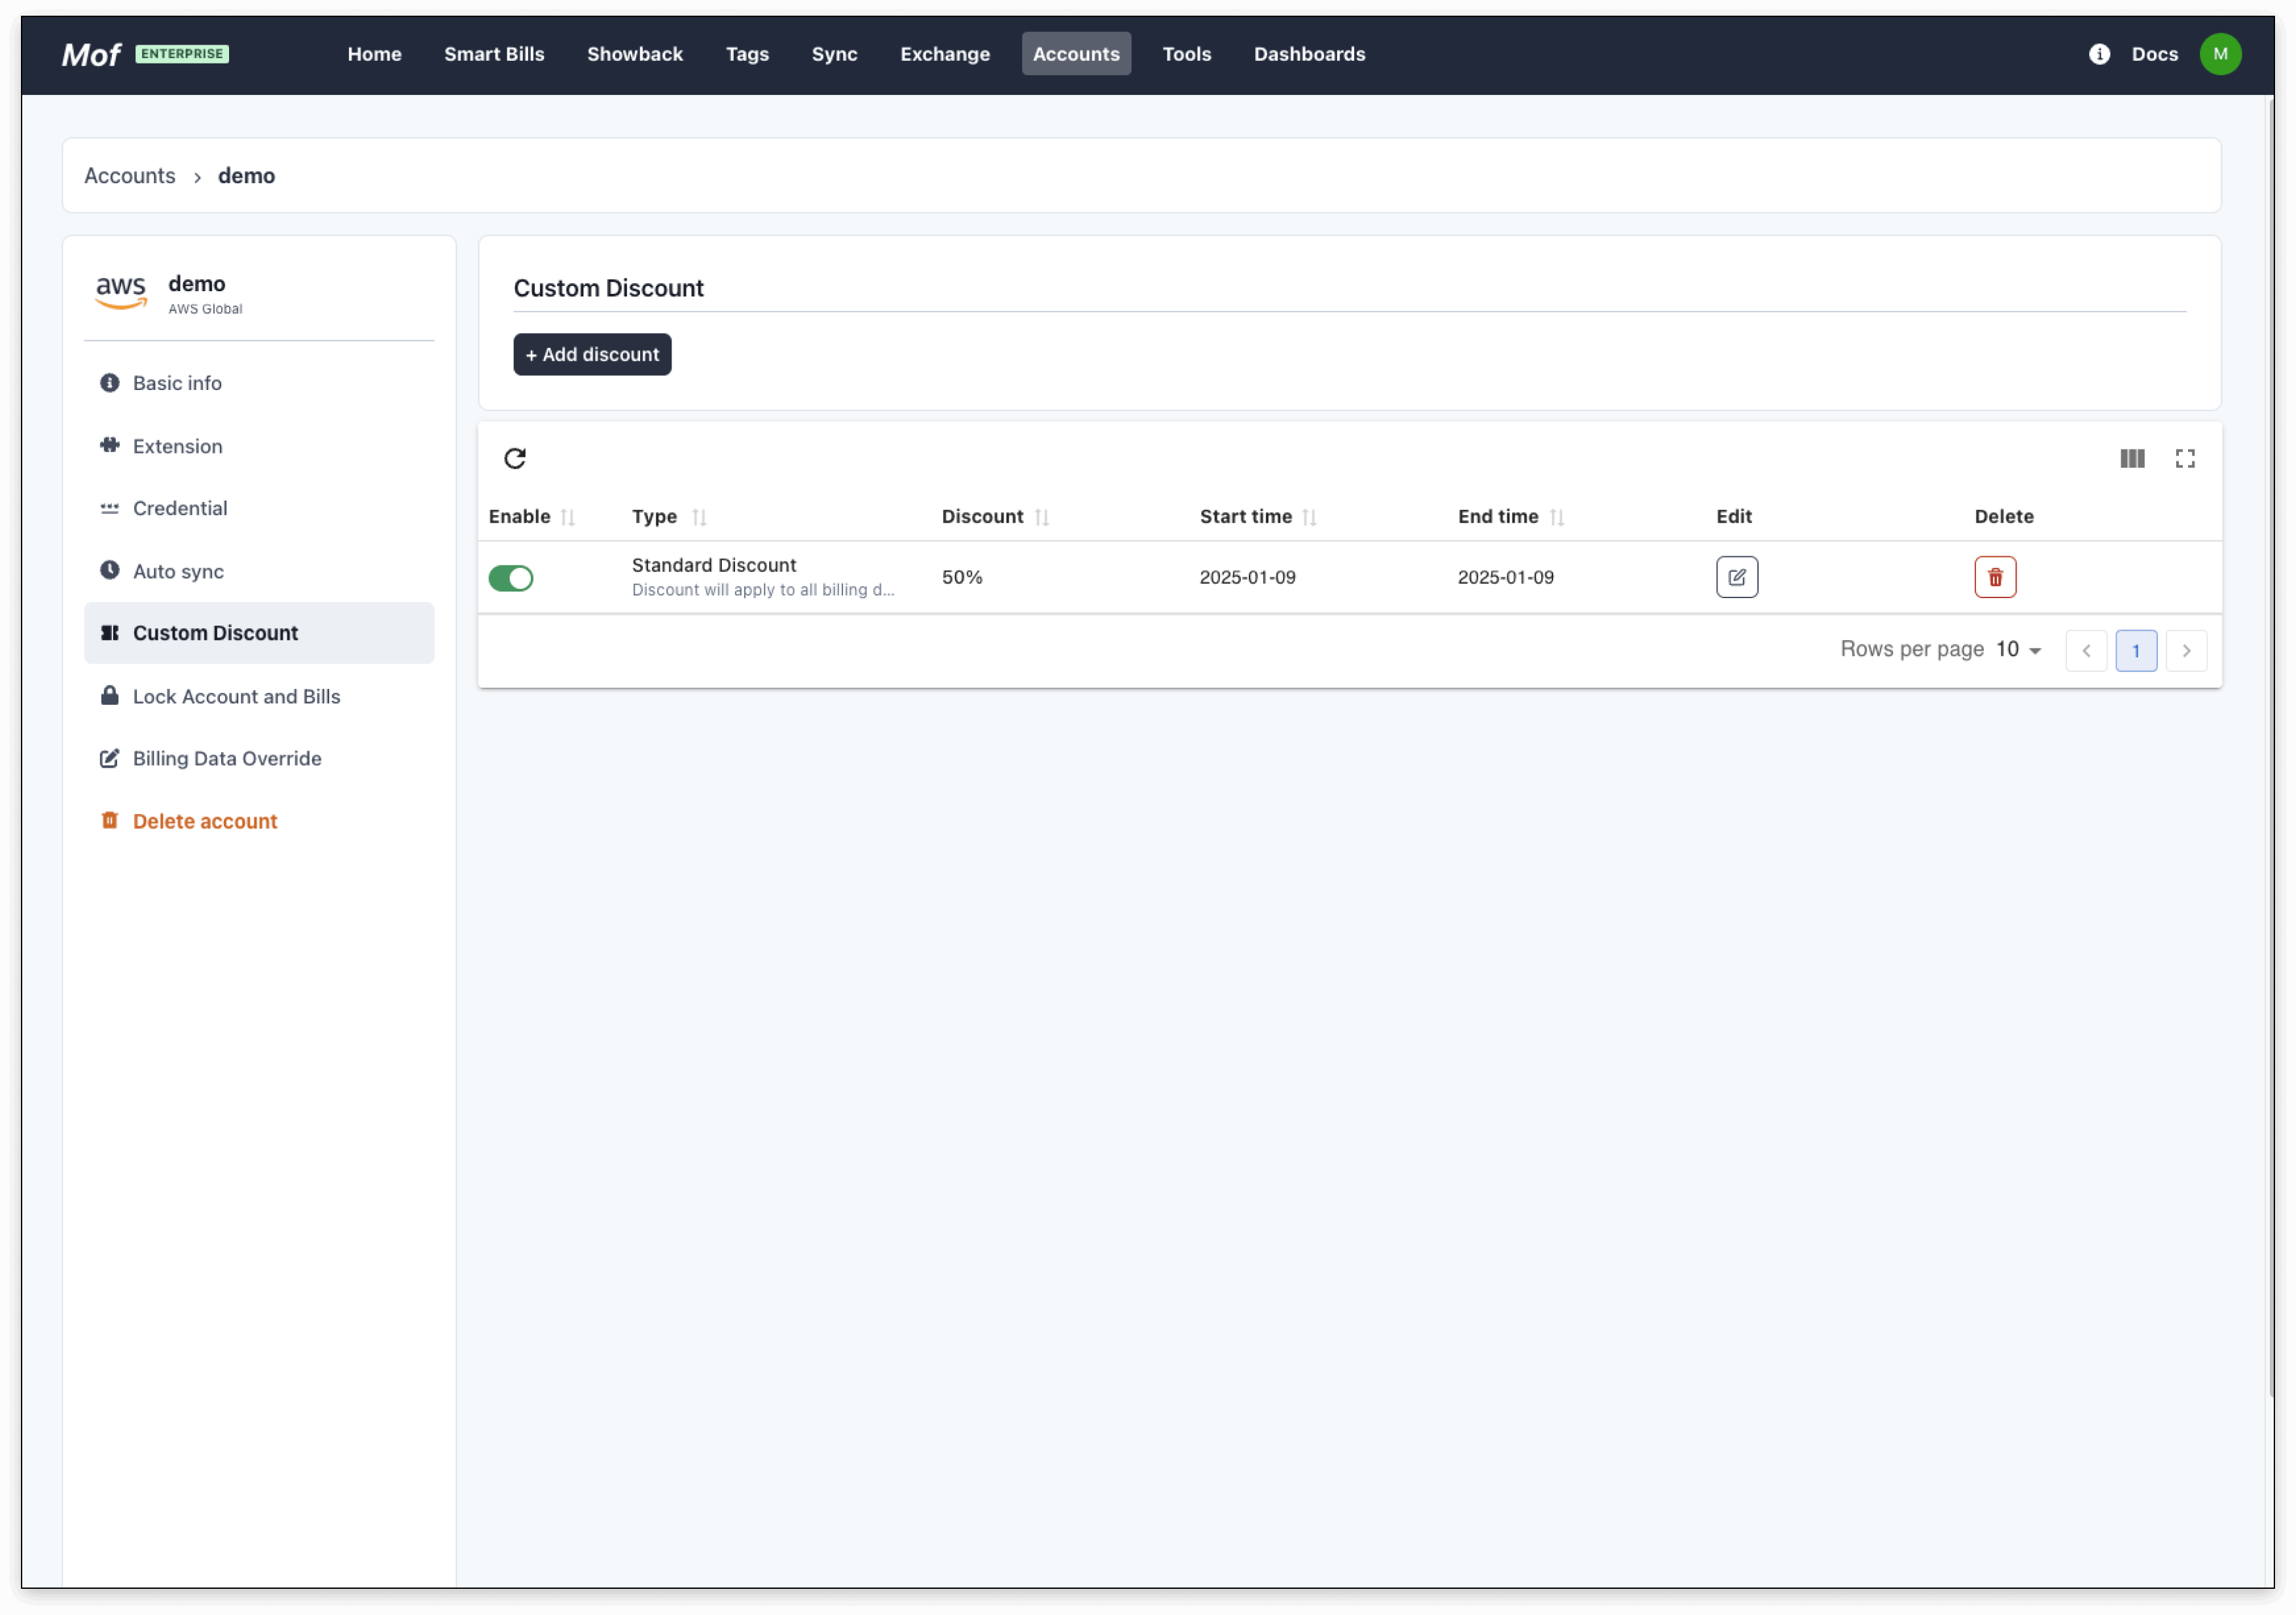 Mof ENTERPRISE Home Smart Bills Showback Tags Sync Exchange Accounts Tools Dashboards Docs M
Accounts › demo
aws demo
AWS Global
Basic info
Extension
Credential
Auto sync
Custom Discount
Lock Account and Bills
Billing Data Override
Delete account
Custom Discount
+ Add discount
Enable Type Discount Start time End time Edit Delete
Standard Discount
Discount will apply to all billing d...
50% 2025-01-09 2025-01-09
Rows per page 10 1